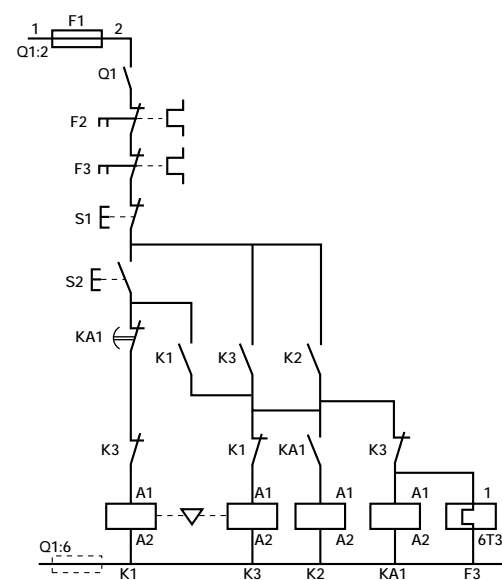 F1
1 2
Q1:2
Q1
F2
F3
S1
S2
KA1
K1 K3 K2
K3 K1 KA1 K3
A1 A1 A1 A1 1
A2 A2 A2 A2 6T3
Q1:6
K1 K3 K2 KA1 F3